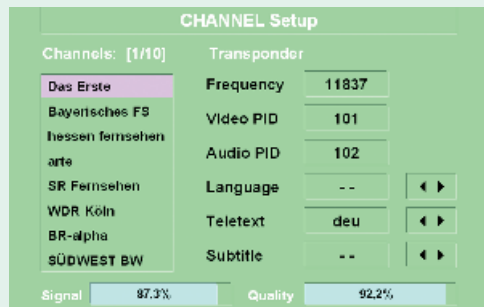 CHANNEL Setup
Channels: [1/10]
Transponder
Das Erste
Bayerisches FS
hessen fernsehen
arte
SR Fernsehen
WDR Köln
BR-alpha
SÜDWEST BW
Frequency 11837
Video PID 101
Audio PID 102
Language --
Teletext deu
Subtitle --
Signal 87.3% Quality 92,2%